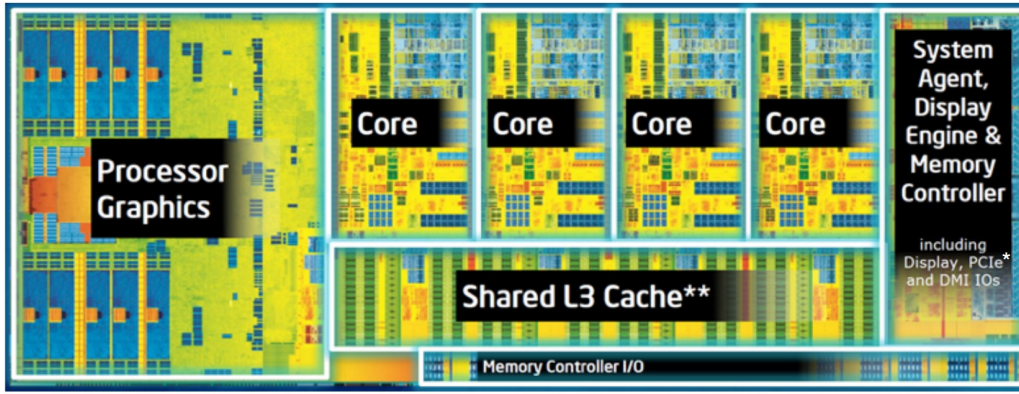 Processor
Graphics
Core
Core
Core
Core
System
Agent,
Display
Engine &
Memory
Controller
including
Display, PCIe*
and DMI IOs
Shared L3 Cache**
Memory Controller I/O